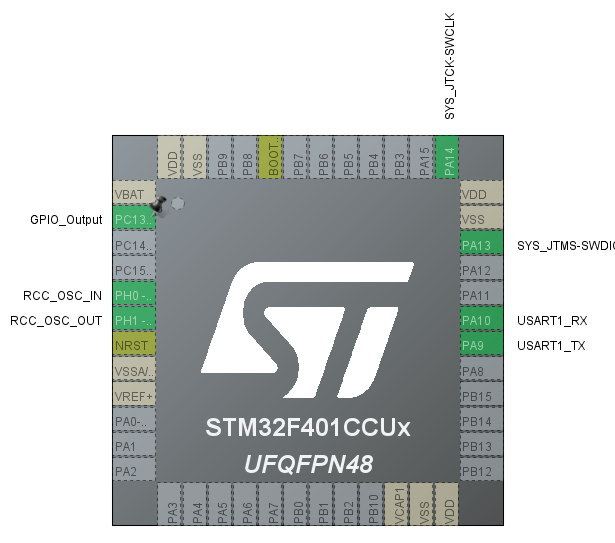 SYS_JTCK-SWCLK
VDD
VSS
PB9
PB8
BOOT..
PB7
PB6
PB5
PB4
PB3
PA15
PA14
VBAT
GPIO_Output PC13..
PC14..
PC15..
RCC_OSC_IN PH0 -..
RCC_OSC_OUT PH1 -..
NRST
VSSA/..
VREF+
PA0-..
PA1
PA2
VDD
VSS
PA13 SYS_JTMS-SWDIO
PA12
PA11
PA10 USART1_RX
PA9 USART1_TX
PA8
PB15
PB14
PB13
PB12
STM32F401CCUx
UFQFPN48
PA3
PA4
PA5
PA6
PA7
PB0
PB1
PB2
PB10
VCAP1
VSS
VDD